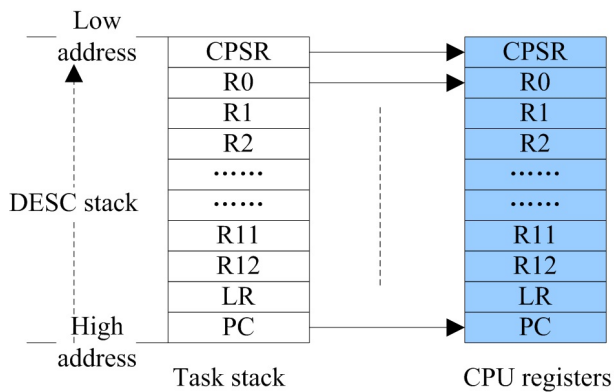 Low
address
CPSR
R0
R1
R2
……
……
R11
R12
LR
PC
DESC stack
High
address
Task stack
CPSR
R0
R1
R2
……
……
R11
R12
LR
PC
CPU registers